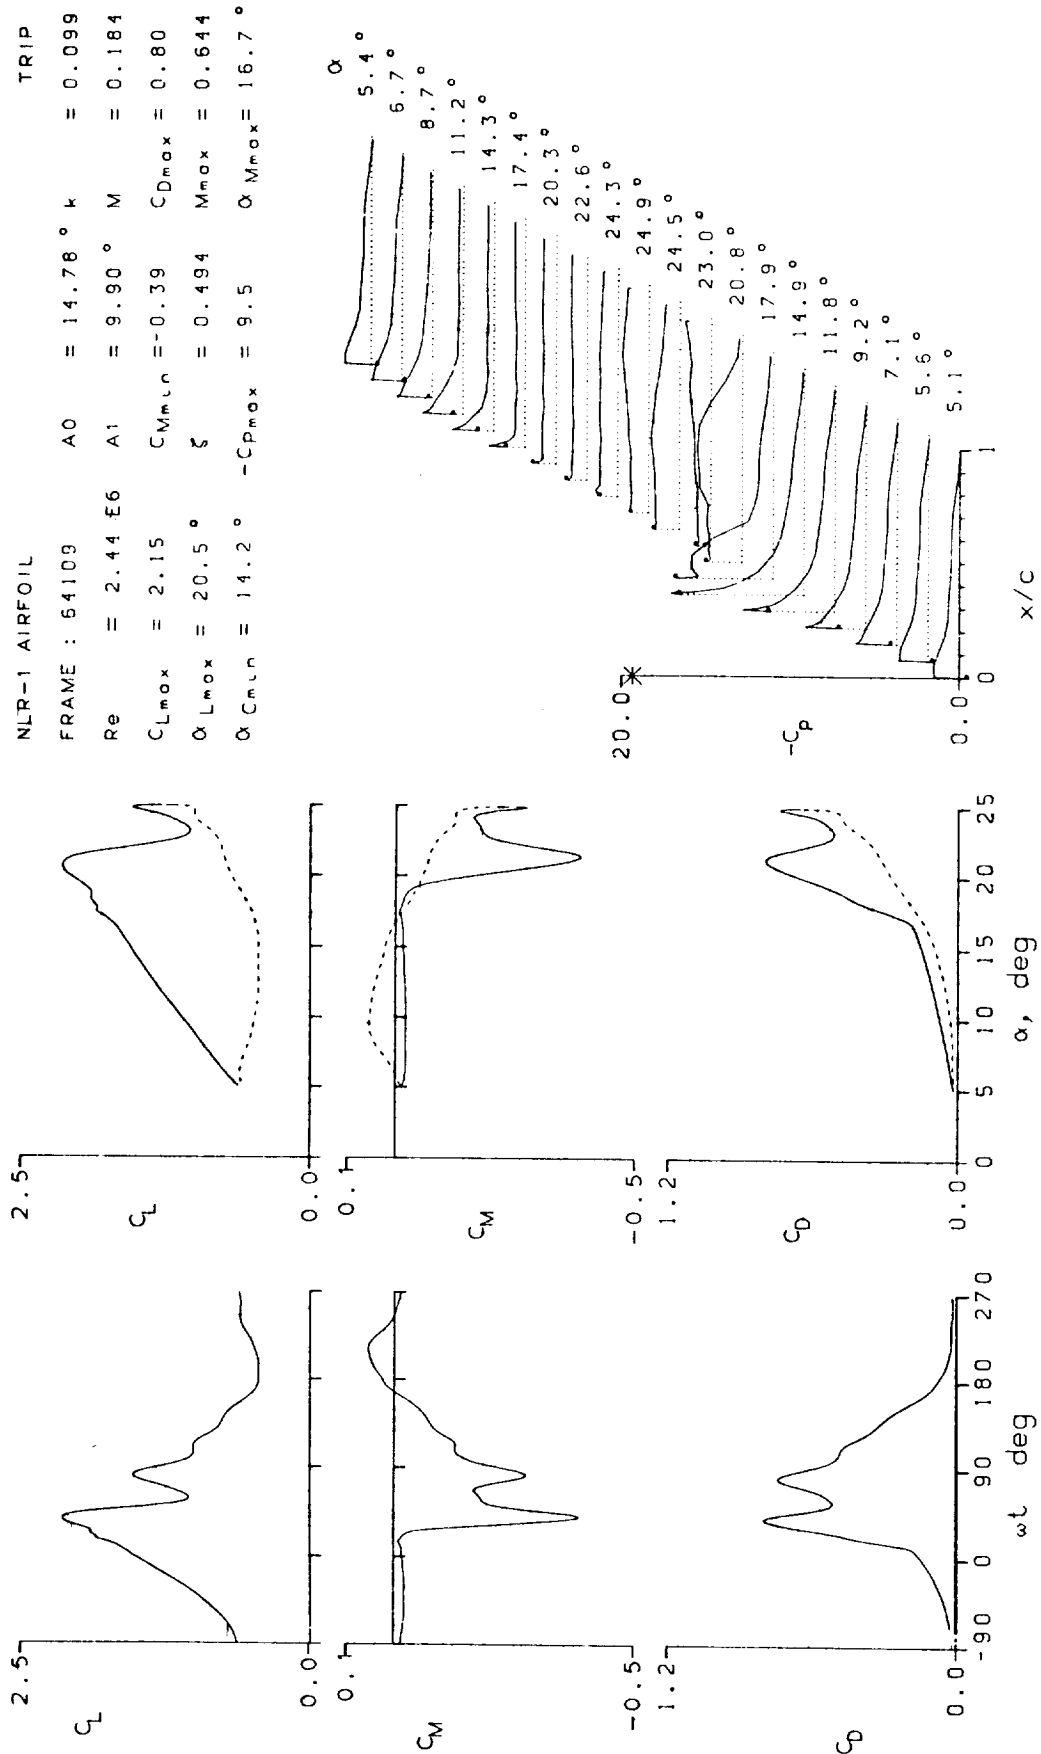 NLR-1 AIRFOIL TRIP
FRAME : 64109 A0 = 14.78° k = 0.099
Re = 2.44 E6 A1 = 9.90° M = 0.184
CLmax = 2.15 CMmin =-0.39 CDmax = 0.80
αLmax = 20.5° ζ = 0.494 Mmax = 0.644
αCmin = 14.2° -CPmax = 9.5 αMmax = 16.7°
2.5
CL
0.0
0.1
CM
-0.5
1.2
CD
0.0
-90 0 90 180 270
ωt deg
2.5
CL
0.0
0.1
CM
-0.5
1.2
CD
0.0
0 5 10 15 20 25
α, deg
α
5.4°
6.7°
8.7°
11.2°
14.3°
17.4°
20.3°
22.6°
24.3°
24.9°
24.5°
23.0°
20.8°
17.9°
14.9°
11.8°
9.2°
7.1°
5.6°
5.1°
20.0
-Cp
0.0
0 1
x/c